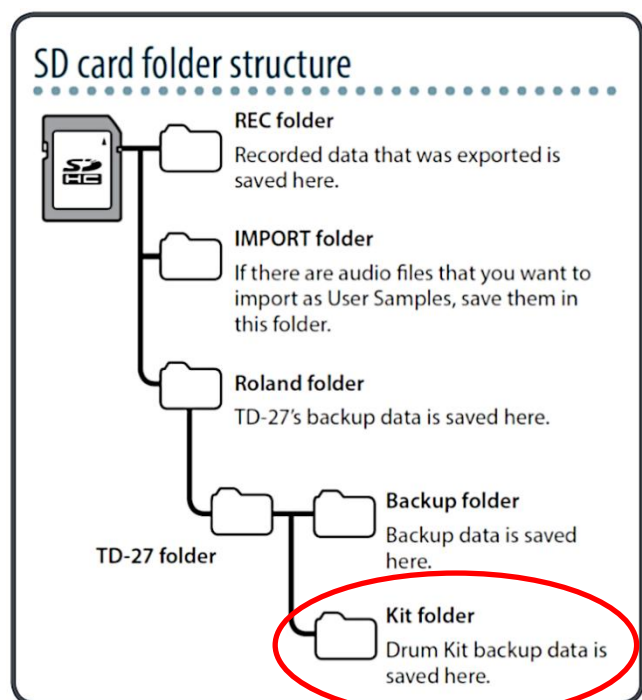 SD card folder structure
SD
HC
REC folder
Recorded data that was exported is
saved here.
IMPORT folder
If there are audio files that you want to
import as User Samples, save them in
this folder.
Roland folder
TD-27’s backup data is saved here.
TD-27 folder
Backup folder
Backup data is saved
here.
Kit folder
Drum Kit backup data is
saved here.